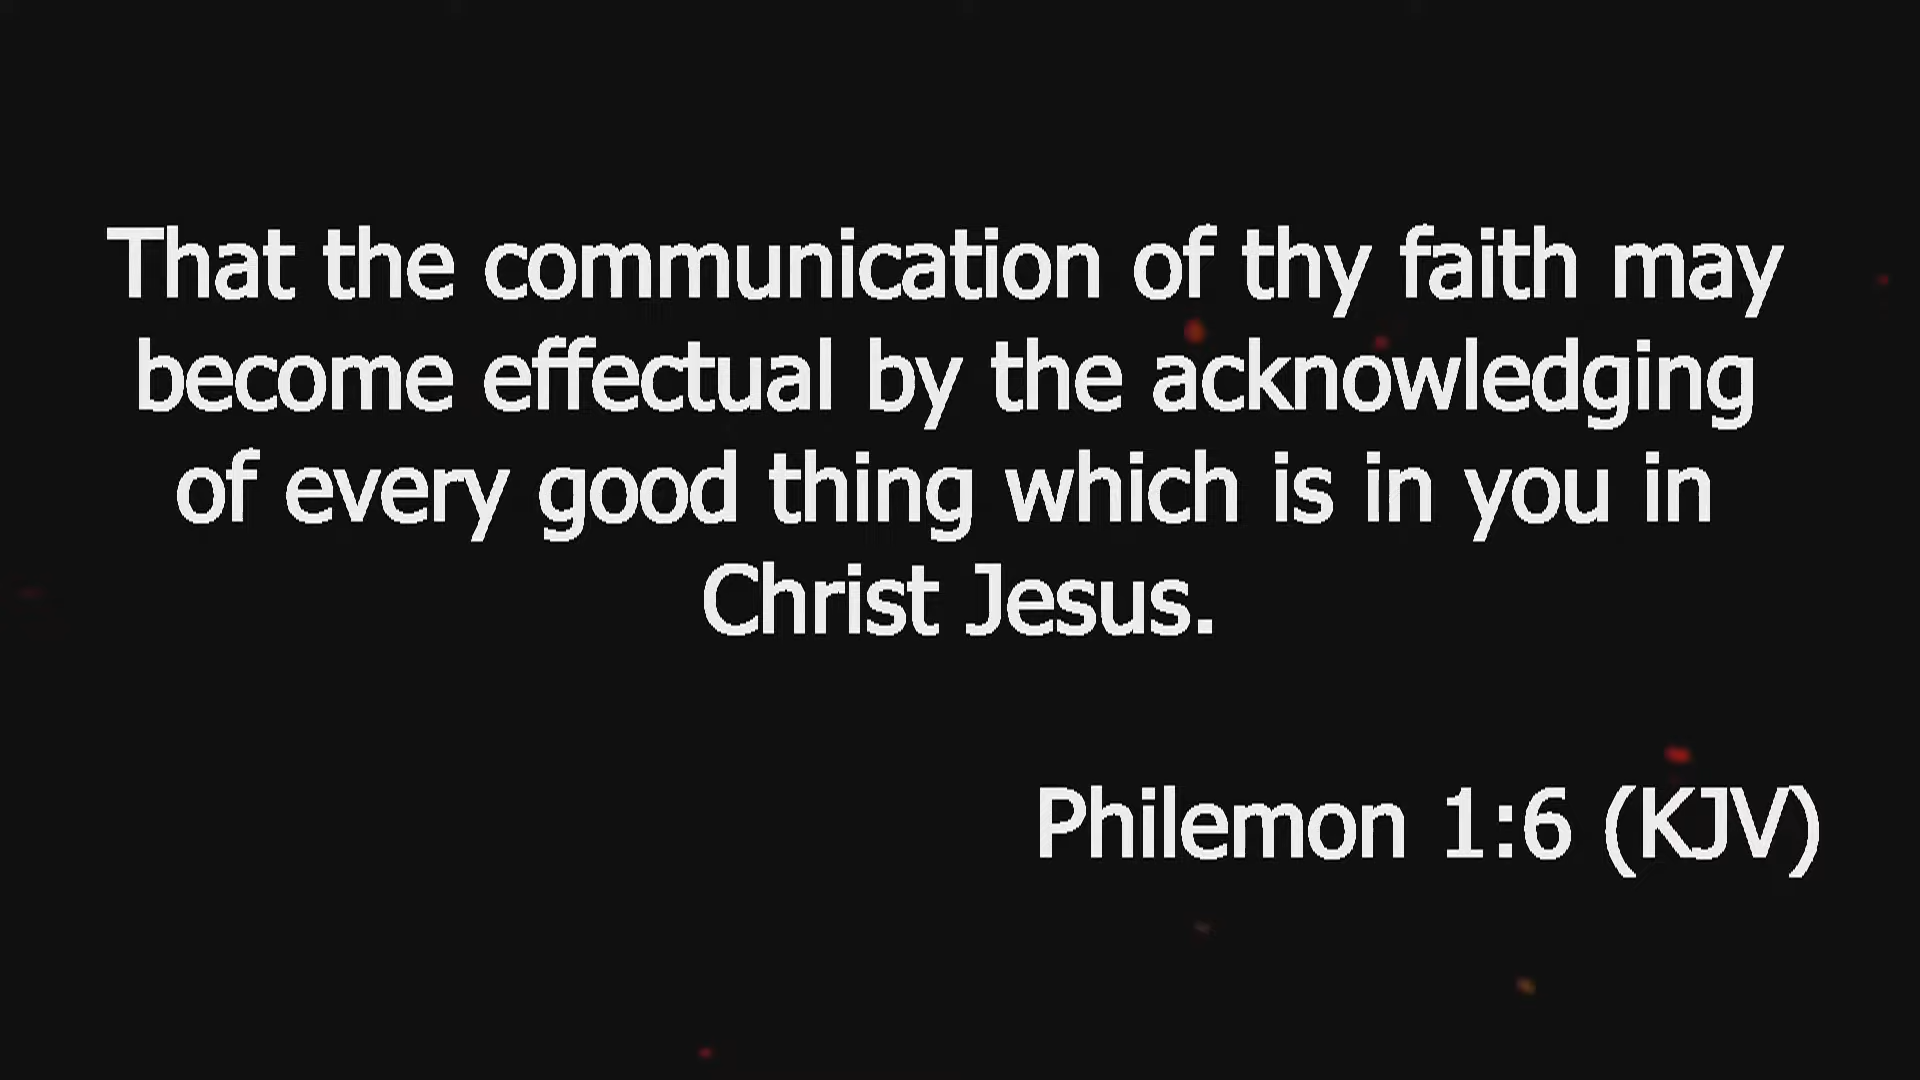 That the communication of thy faith may
become effectual by the acknowledging
of every good thing which is in you in
Christ Jesus.
Philemon 1:6 (KJV)